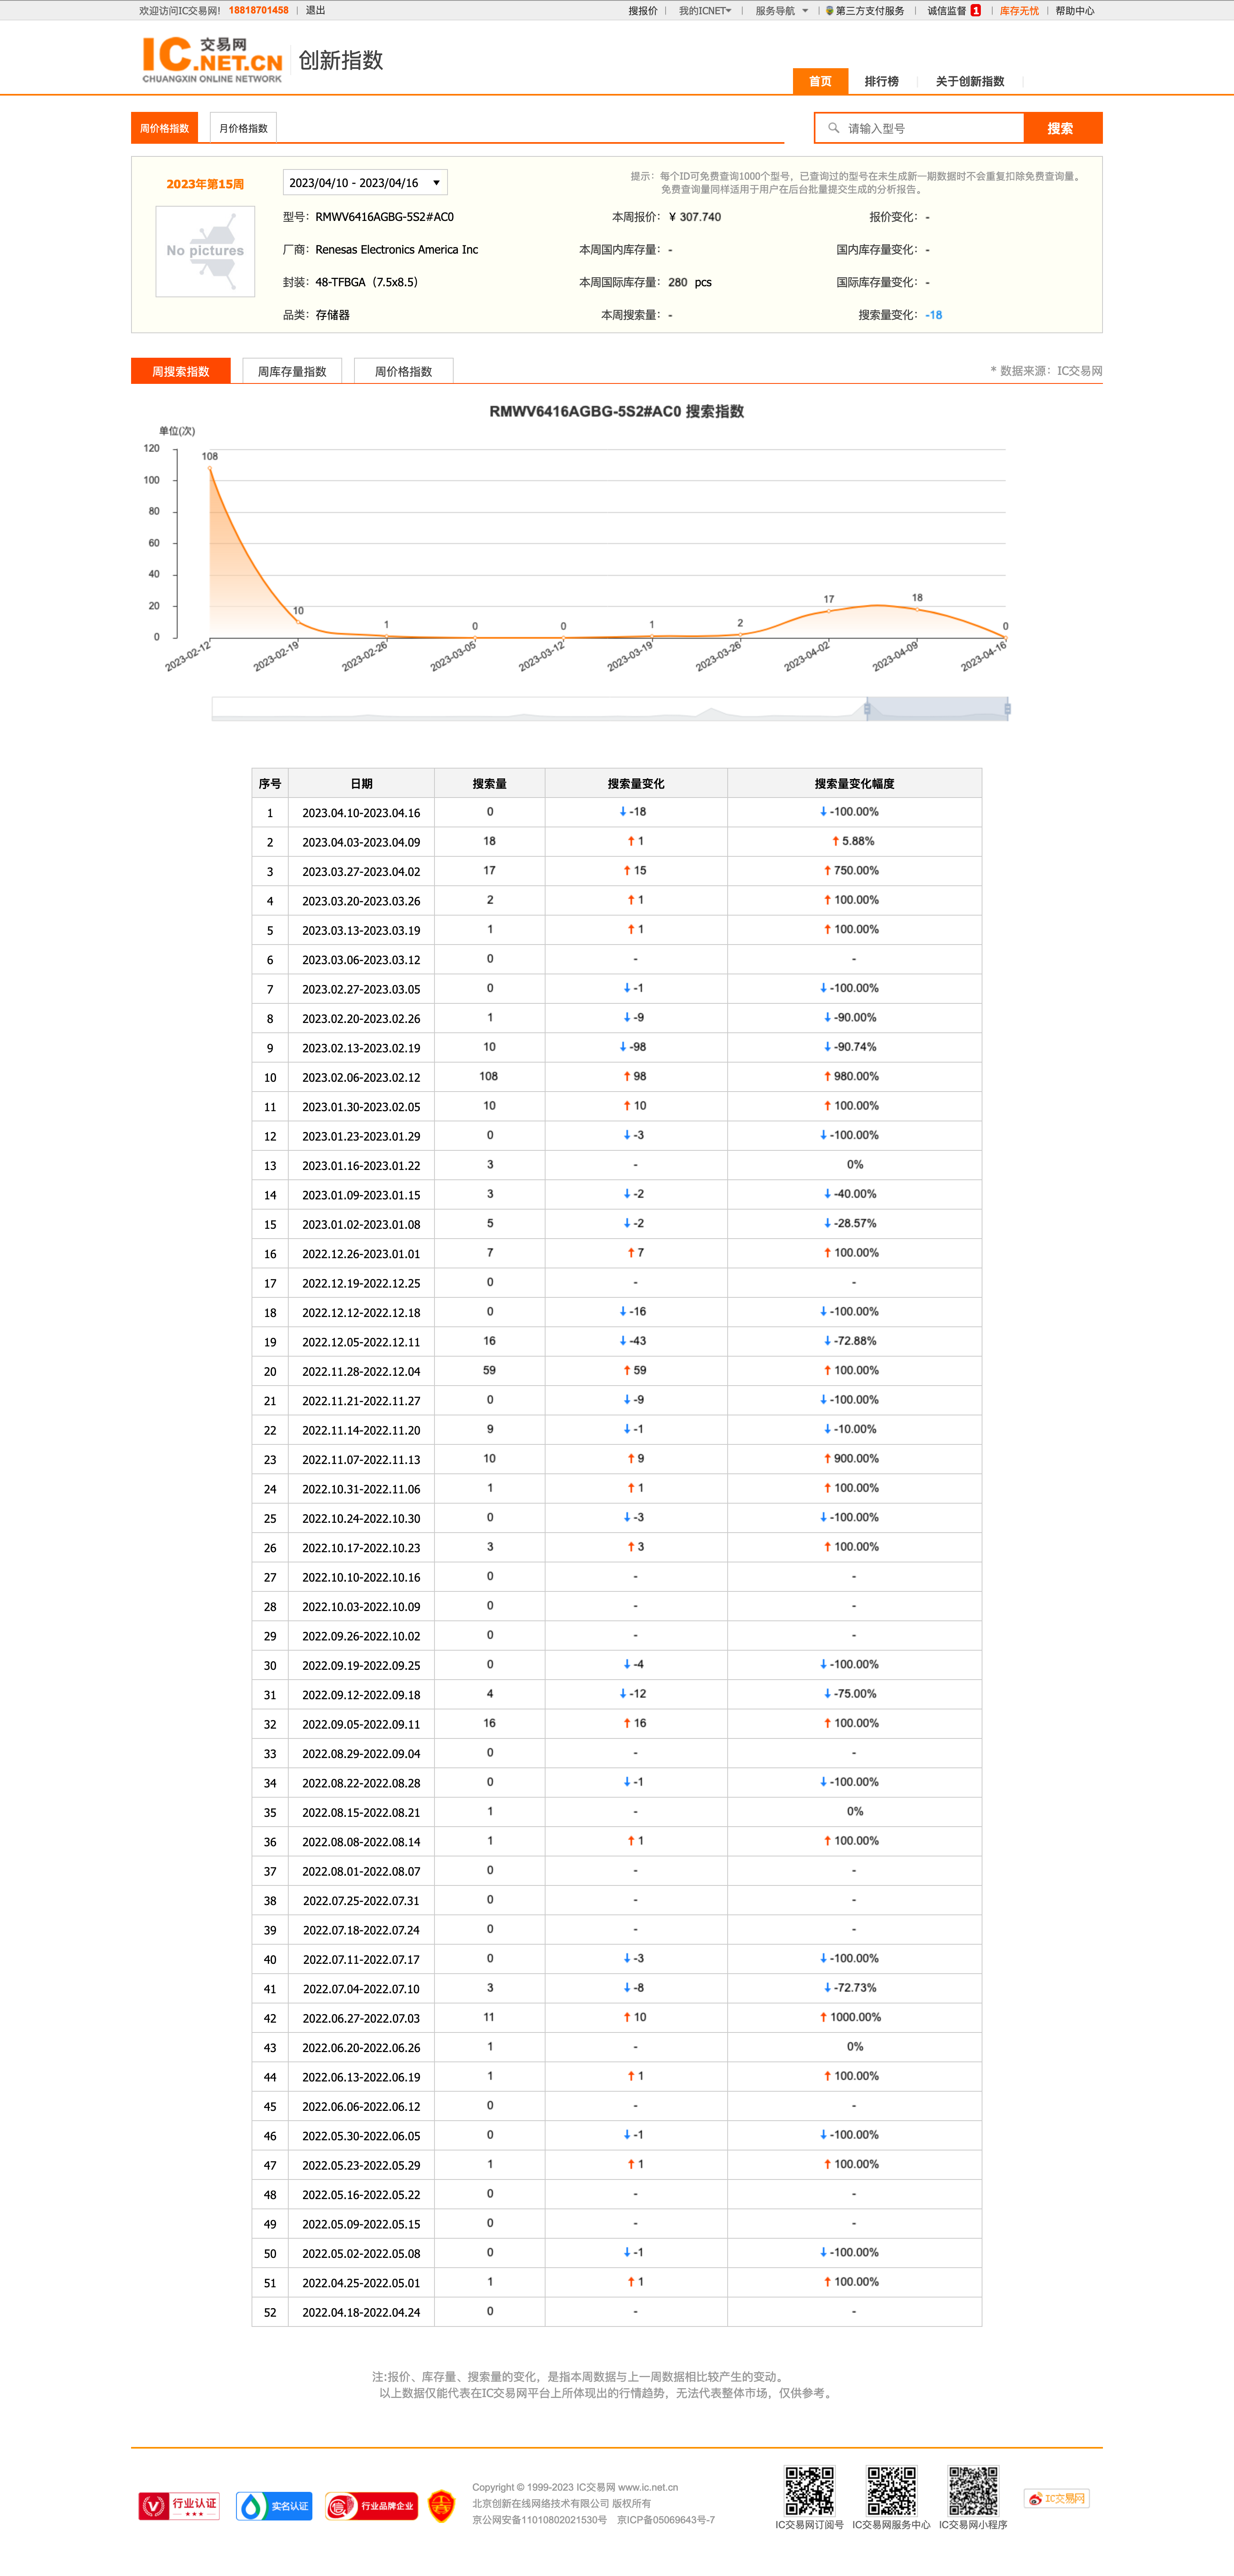 欢迎访问IC交易网! 18818701458 | 退出 搜报价 | 我的ICNET | 服务导航 | 第三方支付服务 | 诚信监督 1 | 库存无忧 | 帮助中心
IC 交易网
.NET.CN
CHUANGXIN ONLINE NETWORK
创新指数
首页 排行榜 关于创新指数
周价格指数 月价格指数 请输入型号 搜索
2023年第15周 2023/04/10 - 2023/04/16
提示：每个ID可免费查询1000个型号，已查询过的型号在未生成新一期数据时不会重复扣除免费查询量。
免费查询量同样适用于用户在后台批量提交生成的分析报告。
No pictures
型号：RMWV6416AGBG-5S2#AC0 本周报价：¥ 307.740 报价变化：-
厂商：Renesas Electronics America Inc 本周国内库存量：- 国内库存量变化：-
封装：48-TFBGA（7.5x8.5） 本周国际库存量：280 pcs 国际库存量变化：-
品类：存储器 本周搜索量：- 搜索量变化：-18
周搜索指数 周库存量指数 周价格指数 * 数据来源：IC交易网
RMWV6416AGBG-5S2#AC0 搜索指数
单位(次)
120
100
80
60
40
20
0
108 10 1 0 0 1 2 17 18 0
2023-02-12 2023-02-19 2023-02-26 2023-03-05 2023-03-12 2023-03-19 2023-03-26 2023-04-02 2023-04-09 2023-04-16
序号 日期 搜索量 搜索量变化 搜索量变化幅度
1 2023.04.10-2023.04.16 0 ↓ -18 ↓ -100.00%
2 2023.04.03-2023.04.09 18 ↑ 1 ↑ 5.88%
3 2023.03.27-2023.04.02 17 ↑ 15 ↑ 750.00%
4 2023.03.20-2023.03.26 2 ↑ 1 ↑ 100.00%
5 2023.03.13-2023.03.19 1 ↑ 1 ↑ 100.00%
6 2023.03.06-2023.03.12 0 - -
7 2023.02.27-2023.03.05 0 ↓ -1 ↓ -100.00%
8 2023.02.20-2023.02.26 1 ↓ -9 ↓ -90.00%
9 2023.02.13-2023.02.19 10 ↓ -98 ↓ -90.74%
10 2023.02.06-2023.02.12 108 ↑ 98 ↑ 980.00%
11 2023.01.30-2023.02.05 10 ↑ 10 ↑ 100.00%
12 2023.01.23-2023.01.29 0 ↓ -3 ↓ -100.00%
13 2023.01.16-2023.01.22 3 - 0%
14 2023.01.09-2023.01.15 3 ↓ -2 ↓ -40.00%
15 2023.01.02-2023.01.08 5 ↓ -2 ↓ -28.57%
16 2022.12.26-2023.01.01 7 ↑ 7 ↑ 100.00%
17 2022.12.19-2022.12.25 0 - -
18 2022.12.12-2022.12.18 0 ↓ -16 ↓ -100.00%
19 2022.12.05-2022.12.11 16 ↓ -43 ↓ -72.88%
20 2022.11.28-2022.12.04 59 ↑ 59 ↑ 100.00%
21 2022.11.21-2022.11.27 0 ↓ -9 ↓ -100.00%
22 2022.11.14-2022.11.20 9 ↓ -1 ↓ -10.00%
23 2022.11.07-2022.11.13 10 ↑ 9 ↑ 900.00%
24 2022.10.31-2022.11.06 1 ↑ 1 ↑ 100.00%
25 2022.10.24-2022.10.30 0 ↓ -3 ↓ -100.00%
26 2022.10.17-2022.10.23 3 ↑ 3 ↑ 100.00%
27 2022.10.10-2022.10.16 0 - -
28 2022.10.03-2022.10.09 0 - -
29 2022.09.26-2022.10.02 0 - -
30 2022.09.19-2022.09.25 0 ↓ -4 ↓ -100.00%
31 2022.09.12-2022.09.18 4 ↓ -12 ↓ -75.00%
32 2022.09.05-2022.09.11 16 ↑ 16 ↑ 100.00%
33 2022.08.29-2022.09.04 0 - -
34 2022.08.22-2022.08.28 0 ↓ -1 ↓ -100.00%
35 2022.08.15-2022.08.21 1 - 0%
36 2022.08.08-2022.08.14 1 ↑ 1 ↑ 100.00%
37 2022.08.01-2022.08.07 0 - -
38 2022.07.25-2022.07.31 0 - -
39 2022.07.18-2022.07.24 0 - -
40 2022.07.11-2022.07.17 0 ↓ -3 ↓ -100.00%
41 2022.07.04-2022.07.10 3 ↓ -8 ↓ -72.73%
42 2022.06.27-2022.07.03 11 ↑ 10 ↑ 1000.00%
43 2022.06.20-2022.06.26 1 - 0%
44 2022.06.13-2022.06.19 1 ↑ 1 ↑ 100.00%
45 2022.06.06-2022.06.12 0 - -
46 2022.05.30-2022.06.05 0 ↓ -1 ↓ -100.00%
47 2022.05.23-2022.05.29 1 ↑ 1 ↑ 100.00%
48 2022.05.16-2022.05.22 0 - -
49 2022.05.09-2022.05.15 0 - -
50 2022.05.02-2022.05.08 0 ↓ -1 ↓ -100.00%
51 2022.04.25-2022.05.01 1 ↑ 1 ↑ 100.00%
52 2022.04.18-2022.04.24 0 - -
注:报价、库存量、搜索量的变化，是指本周数据与上一周数据相比较产生的变动。
以上数据仅能代表在IC交易网平台上所体现出的行情趋势，无法代表整体市场，仅供参考。
行业认证 实名认证 信 行业品牌企业
Copyright © 1999-2023 IC交易网 www.ic.net.cn
北京创新在线网络技术有限公司 版权所有
京公网安备11010802021530号 京ICP备05069643号-7
IC交易网订阅号 IC交易网服务中心 IC交易网小程序
IC交易网